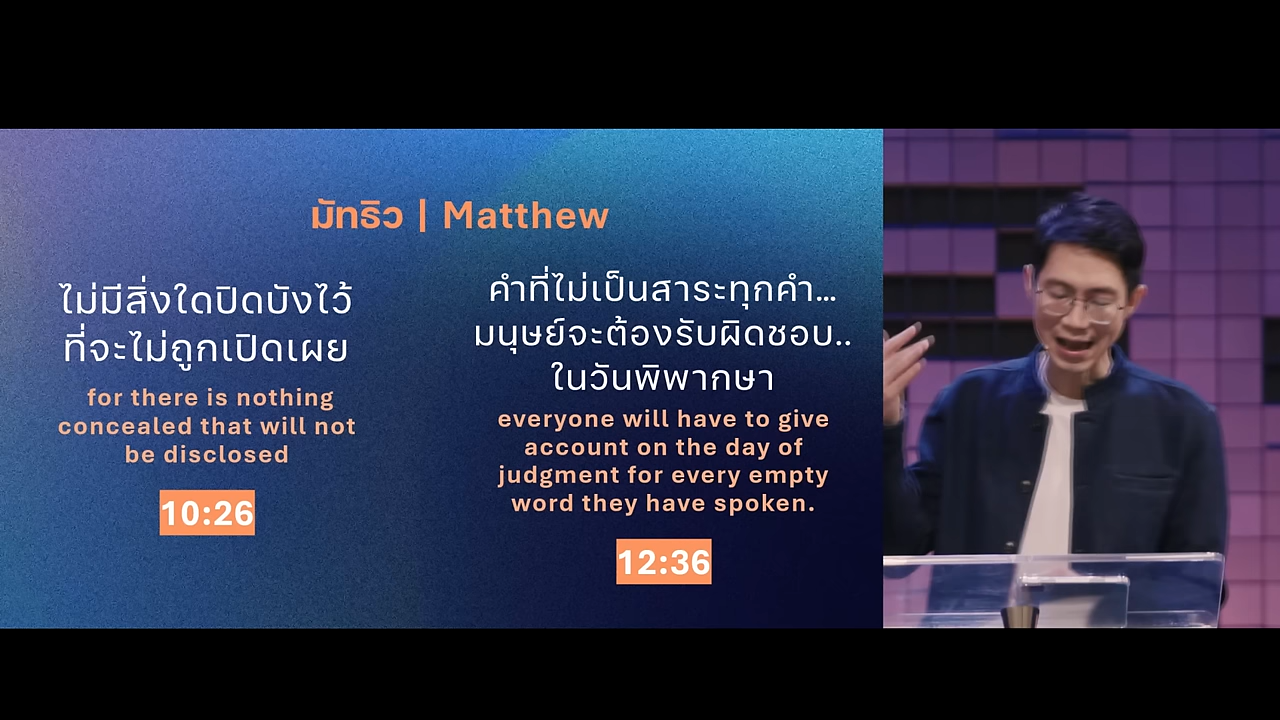 มัทธิว | Matthew
ไม่มีสิ่งใดปิดบังไว้
ที่จะไม่ถูกเปิดเผย
for there is nothing
concealed that will not
be disclosed
10:26
คำที่ไม่เป็นสาระทุกคำ...
มนุษย์จะต้องรับผิดชอบ..
ในวันพิพากษา
everyone will have to give
account on the day of
judgment for every empty
word they have spoken.
12:36